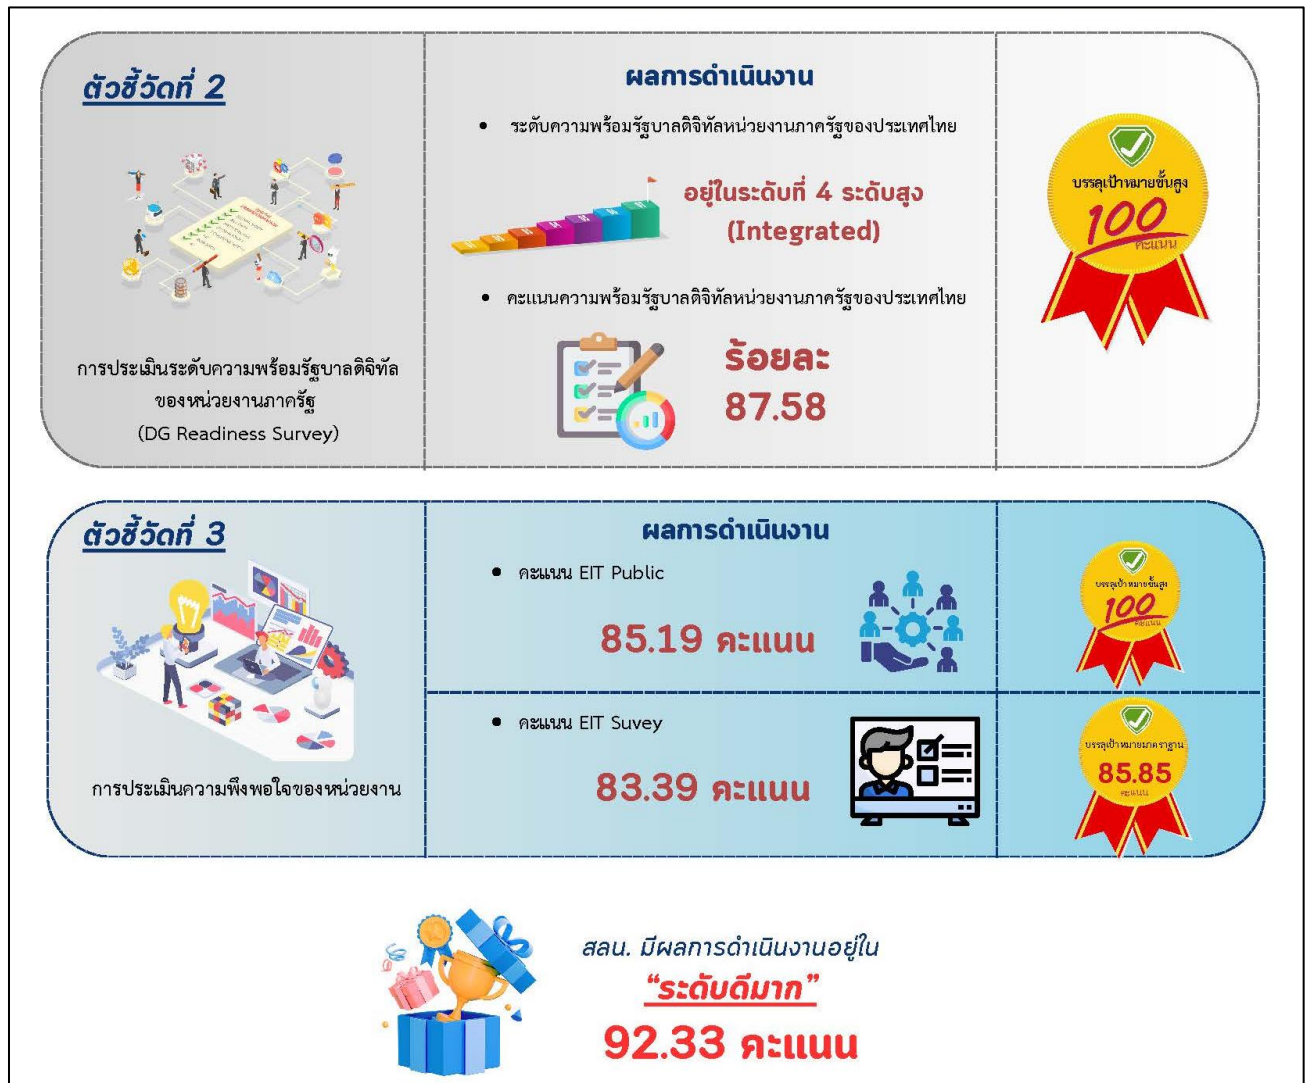 ตัวชี้วัดที่ 2
การประเมินระดับความพร้อมรัฐบาลดิจิทัล
ของหน่วยงานภาครัฐ
(DG Readiness Survey)
ผลการดำเนินงาน
• ระดับความพร้อมรัฐบาลดิจิทัลหน่วยงานภาครัฐของประเทศไทย
อยู่ในระดับที่ 4 ระดับสูง
(Integrated)
• คะแนนความพร้อมรัฐบาลดิจิทัลหน่วยงานภาครัฐของประเทศไทย
ร้อยละ
87.58
บรรลุเป้าหมายขั้นสูง
100
คะแนน
ตัวชี้วัดที่ 3
การประเมินความพึงพอใจของหน่วยงาน
ผลการดำเนินงาน
• คะแนน EIT Public
85.19 คะแนน
บรรลุเป้าหมายขั้นสูง
100
คะแนน
• คะแนน EIT Suvey
83.39 คะแนน
บรรลุเป้าหมายมาตราฐาน
85.85
คะแนน
สลน. มีผลการดำเนินงานอยู่ใน
“ระดับดีมาก”
92.33 คะแนน